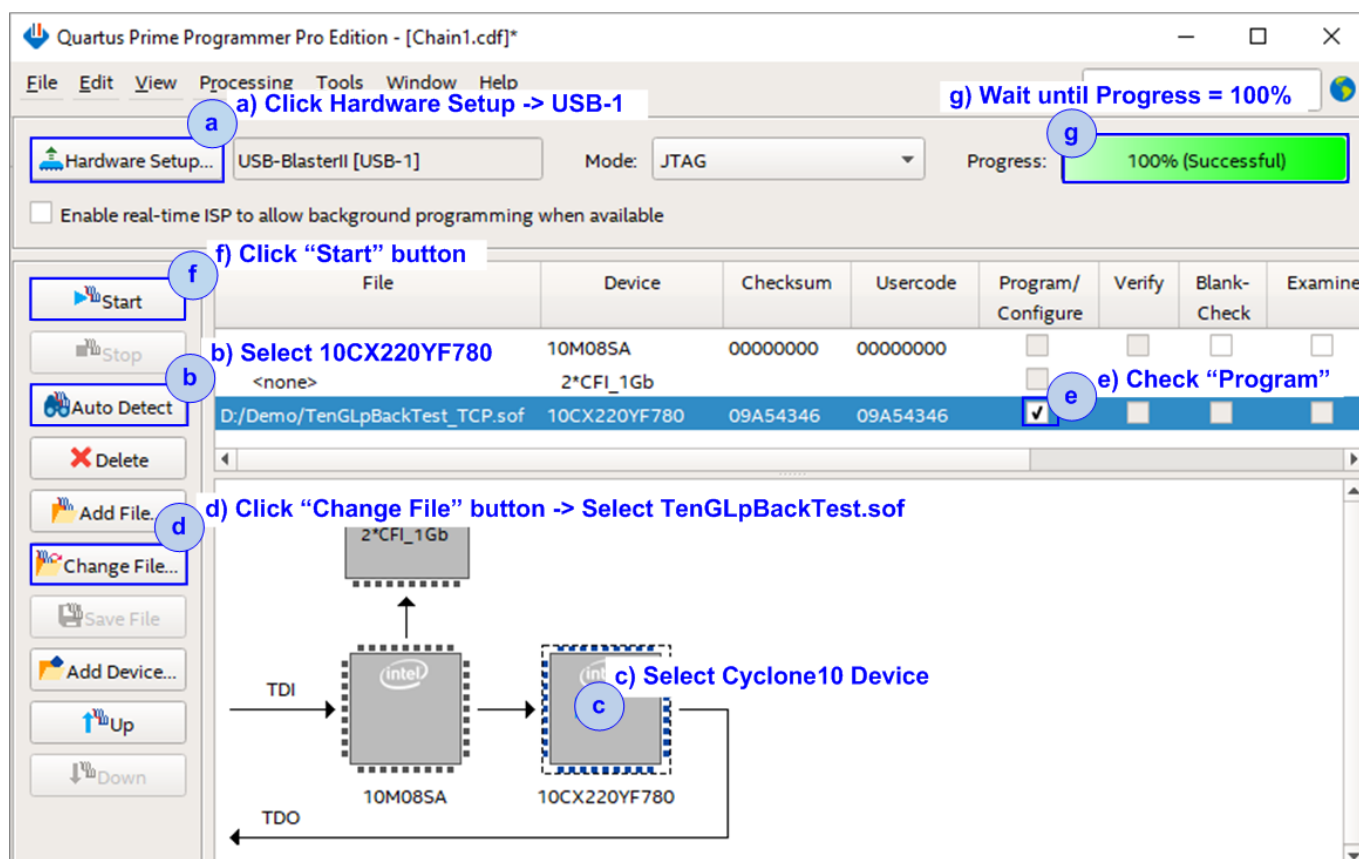 Quartus Prime Programmer Pro Edition - [Chain1.cdf]*
File Edit View Processing Tools Window Help
a) Click Hardware Setup -> USB-1
g) Wait until Progress = 100%
a
g
Hardware Setup... USB-BlasterII [USB-1] Mode: JTAG Progress: 100% (Successful)
Enable real-time ISP to allow background programming when available
f) Click “Start” button
f
File Device Checksum Usercode Program/ Configure Verify Blank- Check Examine
Start
Stop
b) Select 10CX220YF780
10M08SA 00000000 00000000
b
<none> 2*CFI_1Gb
e) Check “Program”
e
Auto Detect
D:/Demo/TenGLpBackTest_TCP.sof 10CX220YF780 09A54346 09A54346
Delete
Add File...
d) Click “Change File” button -> Select TenGLpBackTest.sof
d
2*CFI_1Gb
Change File...
Save File
Add Device...
Up
Down
TDI
intel
c) Select Cyclone10 Device
c
10M08SA 10CX220YF780
TDO